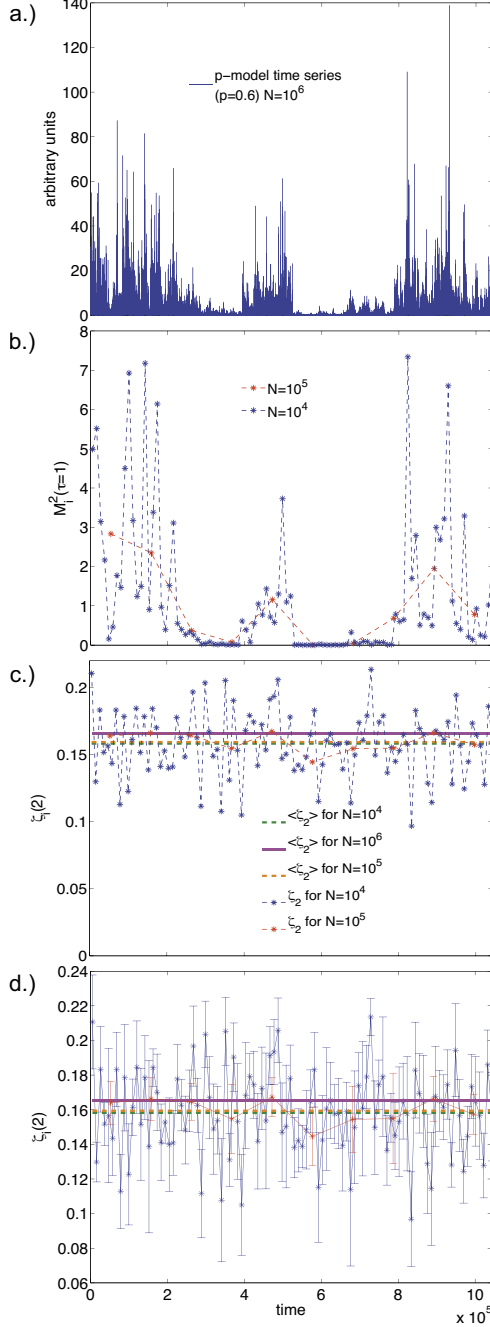 a.)
140
120
100
80
60
40
20
0
arbitrary units
p-model time series
(p=0.6) N=10^6
b.)
8
7
6
5
4
3
2
1
0
M_i^2(τ=1)
N=10^5
N=10^4
c.)
0.2
0.15
0.1
0.05
0
ζ_i(2)
<ζ_2> for N=10^4
<ζ_2> for N=10^6
<ζ_2> for N=10^5
ζ_2 for N=10^4
ζ_2 for N=10^5
d.)
0.24
0.22
0.20
0.18
0.16
0.14
0.12
0.1
0.08
0.06
ζ_i(2)
0 2 4 6 8 10
time
x 10^5